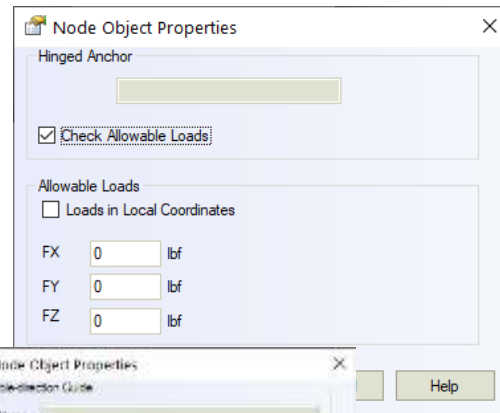 Node Object Properties
Hinged Anchor
Check Allowable Loads
Allowable Loads
Loads in Local Coordinates
FX 0 lbf
FY 0 lbf
FZ 0 lbf
Node Object Properties
Help